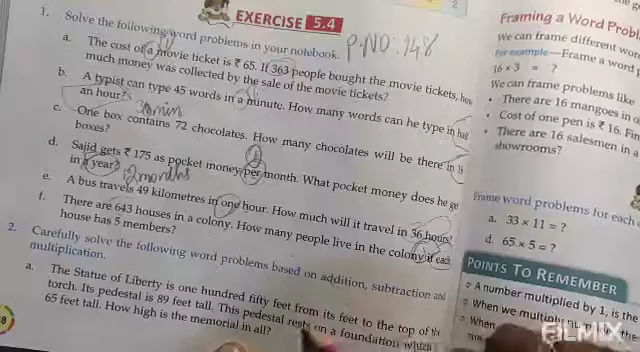 EXERCISE 5.4
1. Solve the following word problems in your notebook. P.NO:148
a. The cost of a movie ticket is ₹ 65. If 363 people bought the movie tickets, how
much money was collected by the sale of the movie tickets?
b. A typist can type 45 words in a minute. How many words can he type in half
an hour? 30 min
c. One box contains 72 chocolates. How many chocolates will be there in
boxes?
d. Sajid gets ₹ 175 as pocket money per month. What pocket money does he get
in a year? 12 months
e. A bus travels 49 kilometres in one hour. How much will it travel in 36 hours?
f. There are 643 houses in a colony. How many people live in the colony if each
house has 5 members?
2. Carefully solve the following word problems based on addition, subtraction and
multiplication.
a. The Statue of Liberty is one hundred fifty feet from its feet to the top of the
torch. Its pedestal is 89 feet tall. This pedestal rests on a foundation which
65 feet tall. How high is the memorial in all?
Framing a Word Probl
We can frame different wor
For example—Frame a word
16 × 3 = ?
We can frame problems like
• There are 16 mangoes in
• Cost of one pen is ₹ 16. Fin
• There are 16 salesmen in a
showrooms?
Frame word problems for each
a. 33 × 11 = ?
d. 65 × 5 = ?
POINTS TO REMEMBER
A number multiplied by 1, is the
When we multiply
When
FILMIX